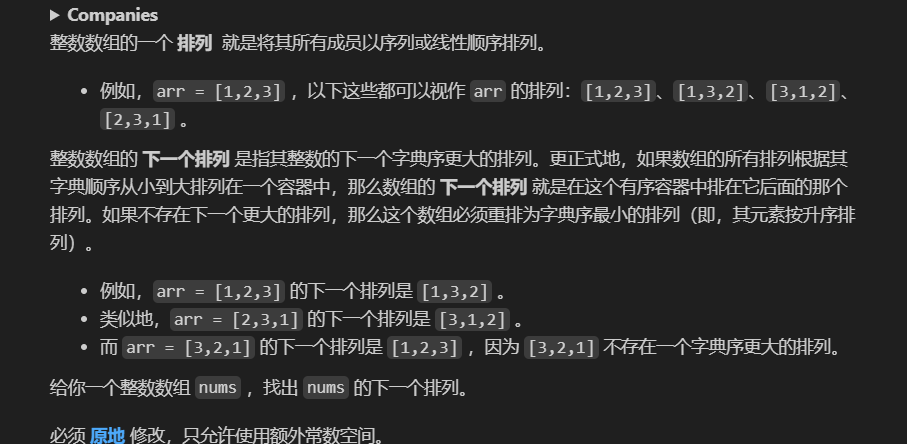 ▶ Companies
整数数组的一个 排列 就是将其所有成员以序列或线性顺序排列。
• 例如，arr = [1,2,3] ，以下这些都可以视作 arr 的排列：[1,2,3]、[1,3,2]、[3,1,2]、
[2,3,1] 。
整数数组的 下一个排列 是指其整数的下一个字典序更大的排列。更正式地，如果数组的所有排列根据其
字典顺序从小到大排列在一个容器中，那么数组的 下一个排列 就是在这个有序容器中排在它后面的那个
排列。如果不存在下一个更大的排列，那么这个数组必须重排为字典序最小的排列（即，其元素按升序排
列）。
• 例如，arr = [1,2,3] 的下一个排列是 [1,3,2] 。
• 类似地，arr = [2,3,1] 的下一个排列是 [3,1,2] 。
• 而 arr = [3,2,1] 的下一个排列是 [1,2,3] ，因为 [3,2,1] 不存在一个字典序更大的排列。
给你一个整数数组 nums ，找出 nums 的下一个排列。
必须 原地 修改，只允许使用额外常数空间。